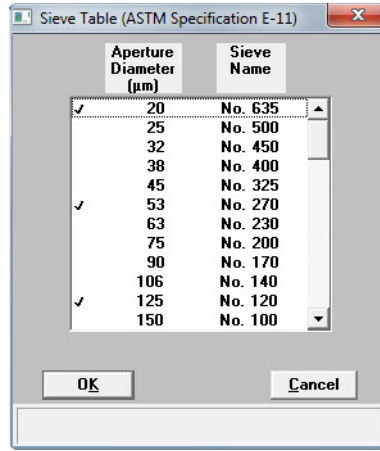 Sieve Table (ASTM Specification E-11)
Aperture Diameter (µm) Sieve Name
✓ 20 No. 635
25 No. 500
32 No. 450
38 No. 400
45 No. 325
✓ 53 No. 270
63 No. 230
75 No. 200
90 No. 170
106 No. 140
✓ 125 No. 120
150 No. 100
OK Cancel